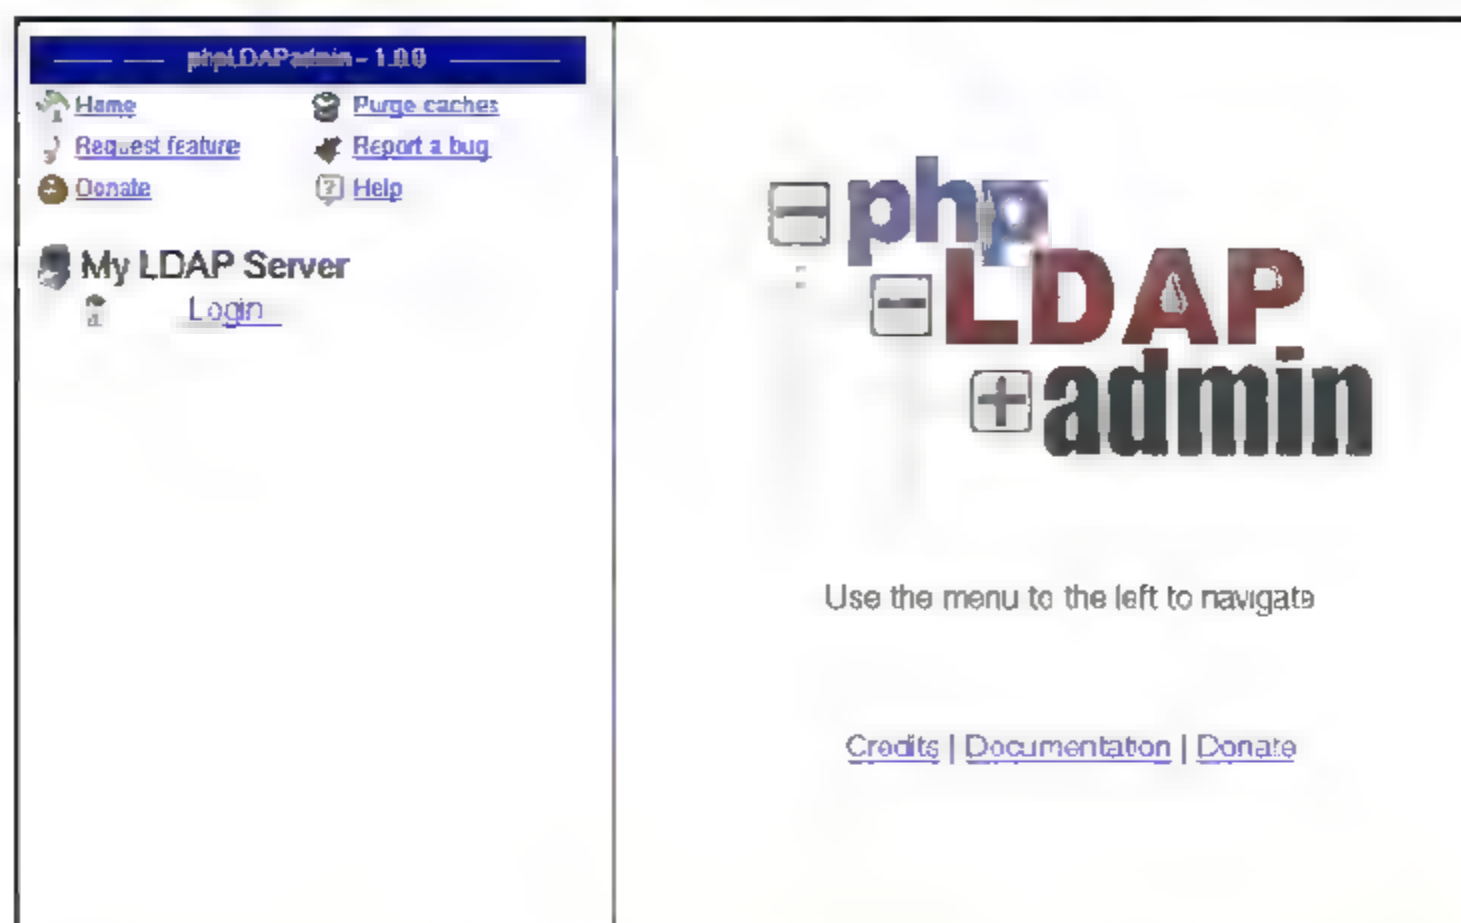 phpLDAPadmin - 1.0.0
Home Purge caches
Request feature Report a bug
Donate Help
My LDAP Server
Login
php
LDAP
admin
Use the menu to the left to navigate
Credits | Documentation | Donate